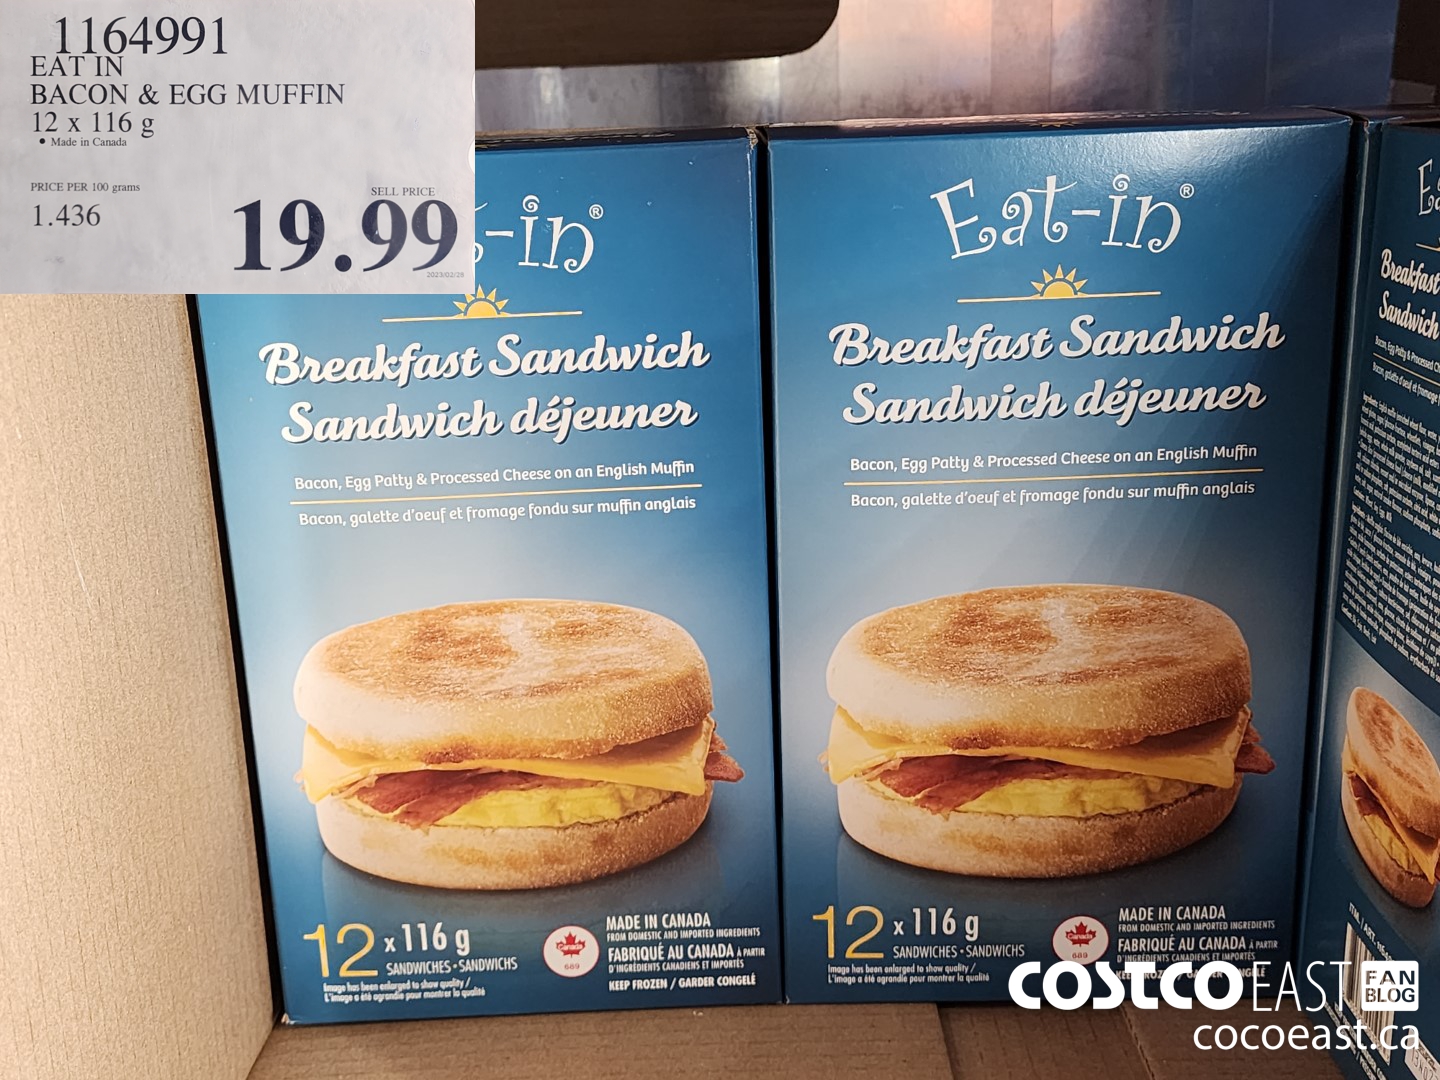 1164991
EAT IN
BACON & EGG MUFFIN
12 x 116 g
• Made in Canada
PRICE PER 100 grams
1.436
SELL PRICE
19.99
2023/02/28
-in®
Breakfast Sandwich
Sandwich déjeuner
Bacon, Egg Patty & Processed Cheese on an English Muffin
Bacon, galette d'oeuf et fromage fondu sur muffin anglais
12 x 116 g
SANDWICHES • SANDWICHS
Image has been enlarged to show quality /
L'image a été agrandie pour montrer la qualité
Canada
689
MADE IN CANADA
FROM DOMESTIC AND IMPORTED INGREDIENTS
FABRIQUÉ AU CANADA À PARTIR
D'INGRÉDIENTS CANADIENS ET IMPORTÉS
KEEP FROZEN / GARDER CONGELÉ
Eat-in®
Breakfast Sandwich
Sandwich déjeuner
Bacon, Egg Patty & Processed Cheese on an English Muffin
Bacon, galette d'oeuf et fromage fondu sur muffin anglais
12 x 116 g
SANDWICHES • SANDWICHS
Image has been enlarged to show quality /
L'image a été agrandie pour montrer la qualité
Canada
689
MADE IN CANADA
FROM DOMESTIC AND IMPORTED INGREDIENTS
FABRIQUÉ AU CANADA À PARTIR
D'INGRÉDIENTS CANADIENS ET IMPORTÉS
Breakfast
Sandwich
COSTCO EAST FAN BLOG
cocoeast.ca